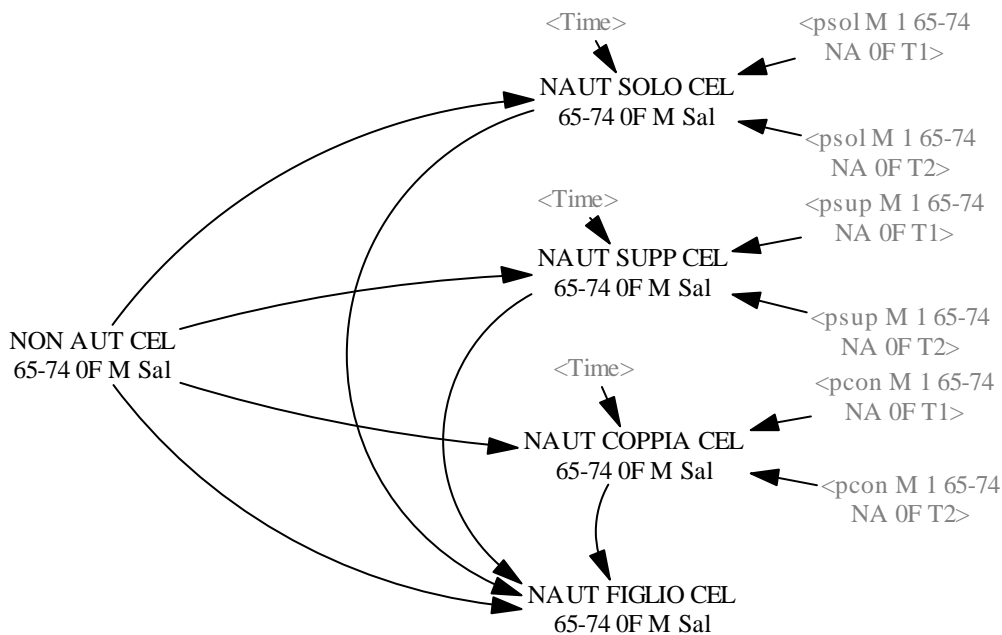 <Time>
<psol M 1 65-74
NA 0F T1>
NAUT SOLO CEL
65-74 0F M Sal
<psol M 1 65-74
NA 0F T2>
<Time>
<psup M 1 65-74
NA 0F T1>
NAUT SUPP CEL
65-74 0F M Sal
<psup M 1 65-74
NA 0F T2>
NON AUT CEL
65-74 0F M Sal
<Time>
<pcon M 1 65-74
NA 0F T1>
NAUT COPPIA CEL
65-74 0F M Sal
<pcon M 1 65-74
NA 0F T2>
NAUT FIGLIO CEL
65-74 0F M Sal